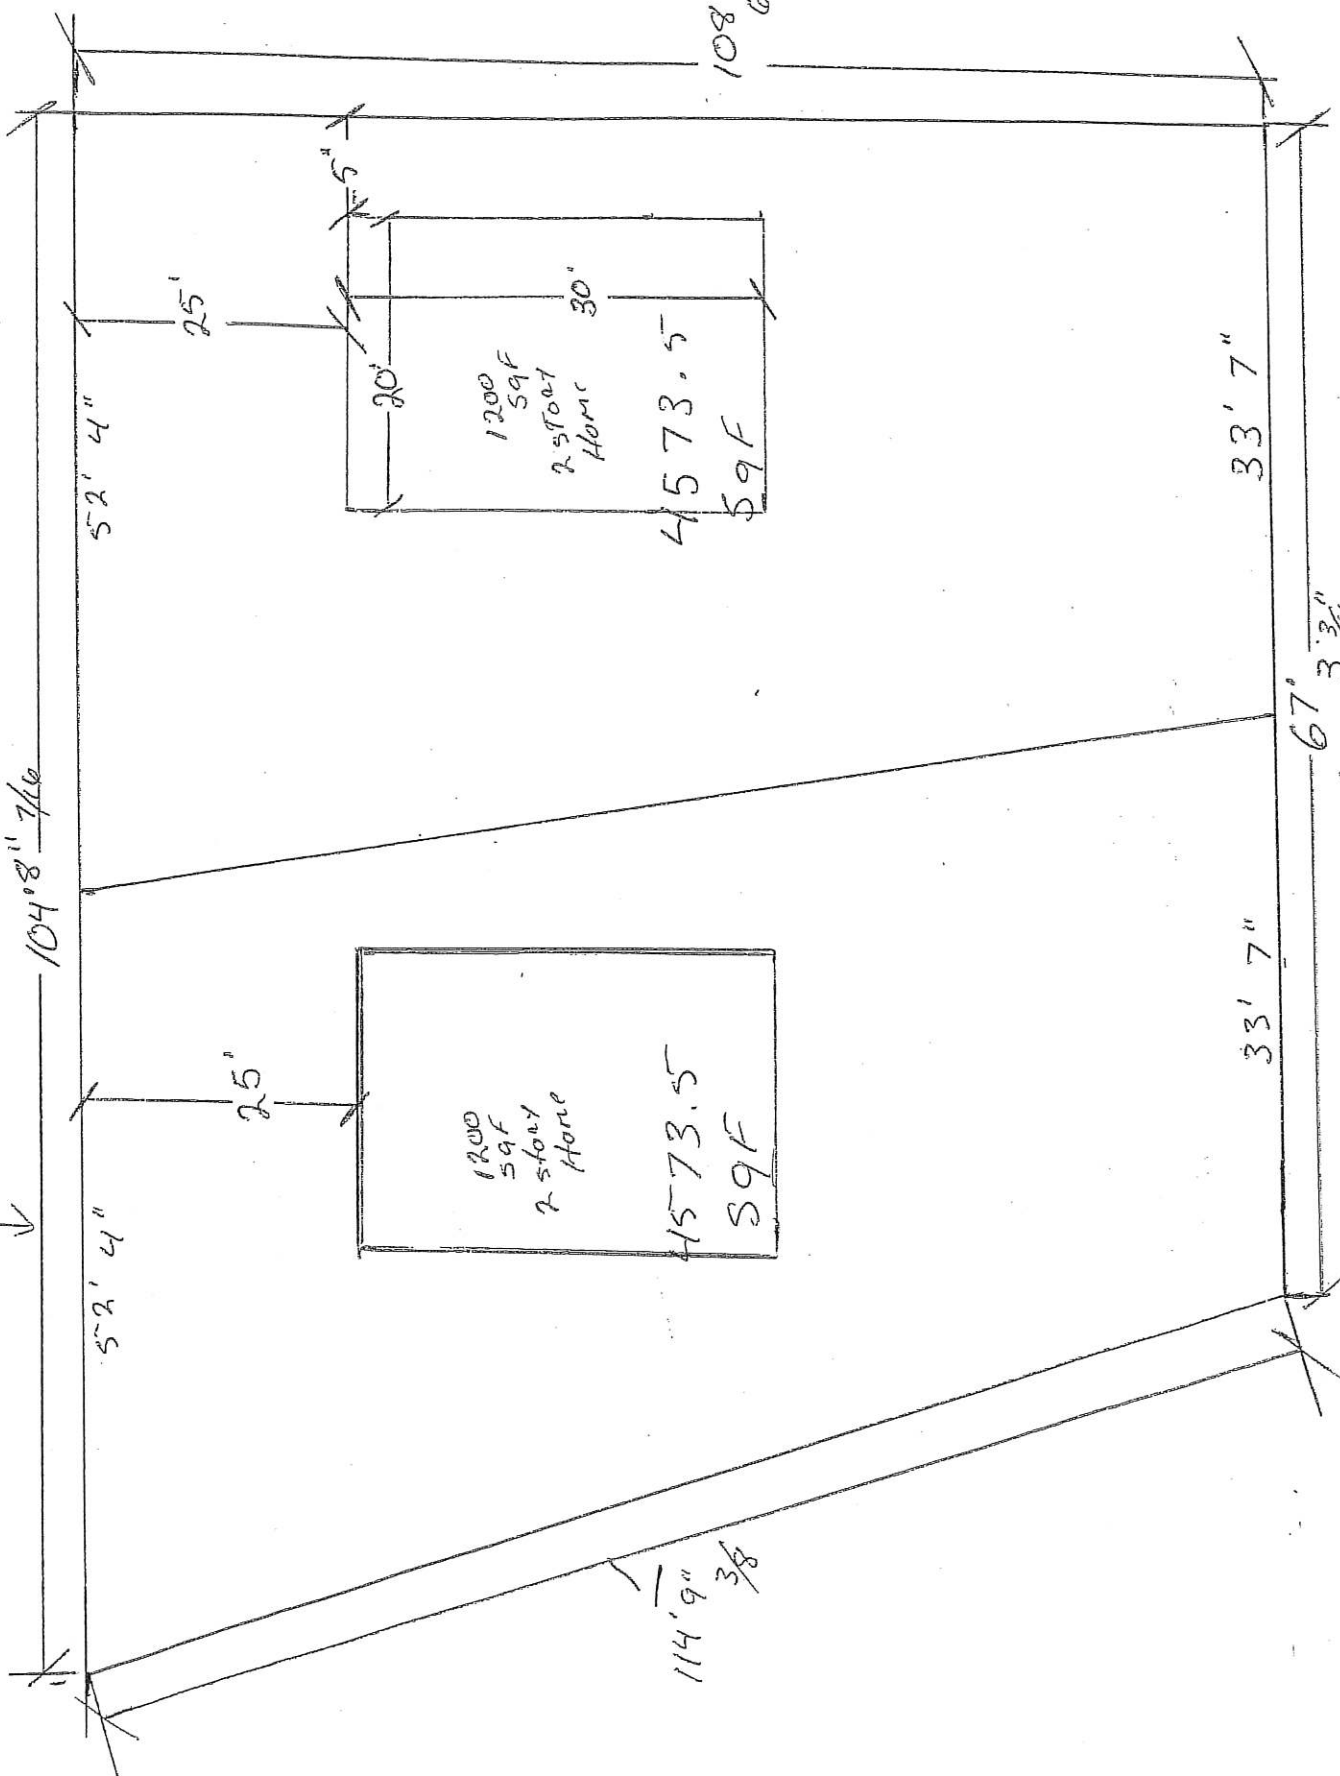 104' 8" 7/16
52' 4"
52' 4"
25'
25'
5"
20'
30'
1200
SqF
2 story
Home
4573.5
SqF
1200
SqF
2 STORY
HOME
4573.5
SqF
33' 7"
33' 7"
67'
114' 9"
3/8
108